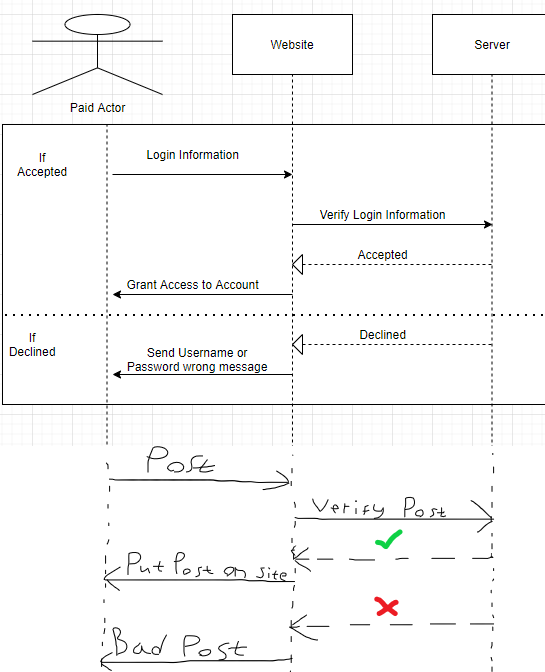 Website
Server
Paid Actor
If
Accepted
Login Information
Verify Login Information
Accepted
Grant Access to Account
If
Declined
Declined
Send Username or
Password wrong message
Post
Verify Post
Put Post on site
Bad Post